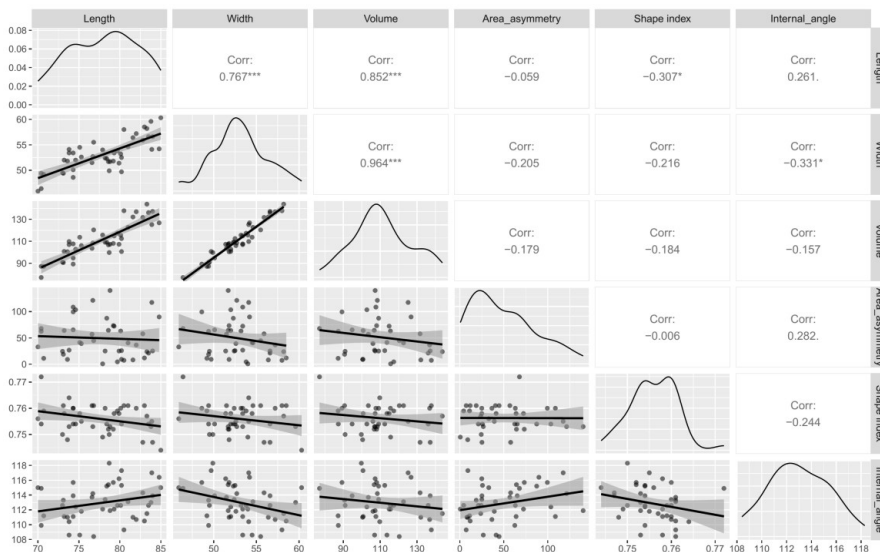 Length Width Volume Area_asymmetry Shape index Internal_angle
0.08
0.06
0.04
0.02
0.00
Corr:
0.767***
Corr:
0.852***
Corr:
−0.059
Corr:
−0.307*
Corr:
0.261.
Length
60
55
50
Corr:
0.964***
Corr:
−0.205
Corr:
−0.216
Corr:
−0.331*
Width
130
110
90
Corr:
−0.179
Corr:
−0.184
Corr:
−0.157
Volume
100
50
0
Corr:
−0.006
Corr:
0.282.
Area_asymmetry
0.77
0.76
0.75
Corr:
−0.244
Shape index
118
116
114
112
110
108
Internal_angle
70 75 80 85 50 55 60 90 110 130 0 50 100 0.75 0.76 0.77 108 110 112 114 116 118